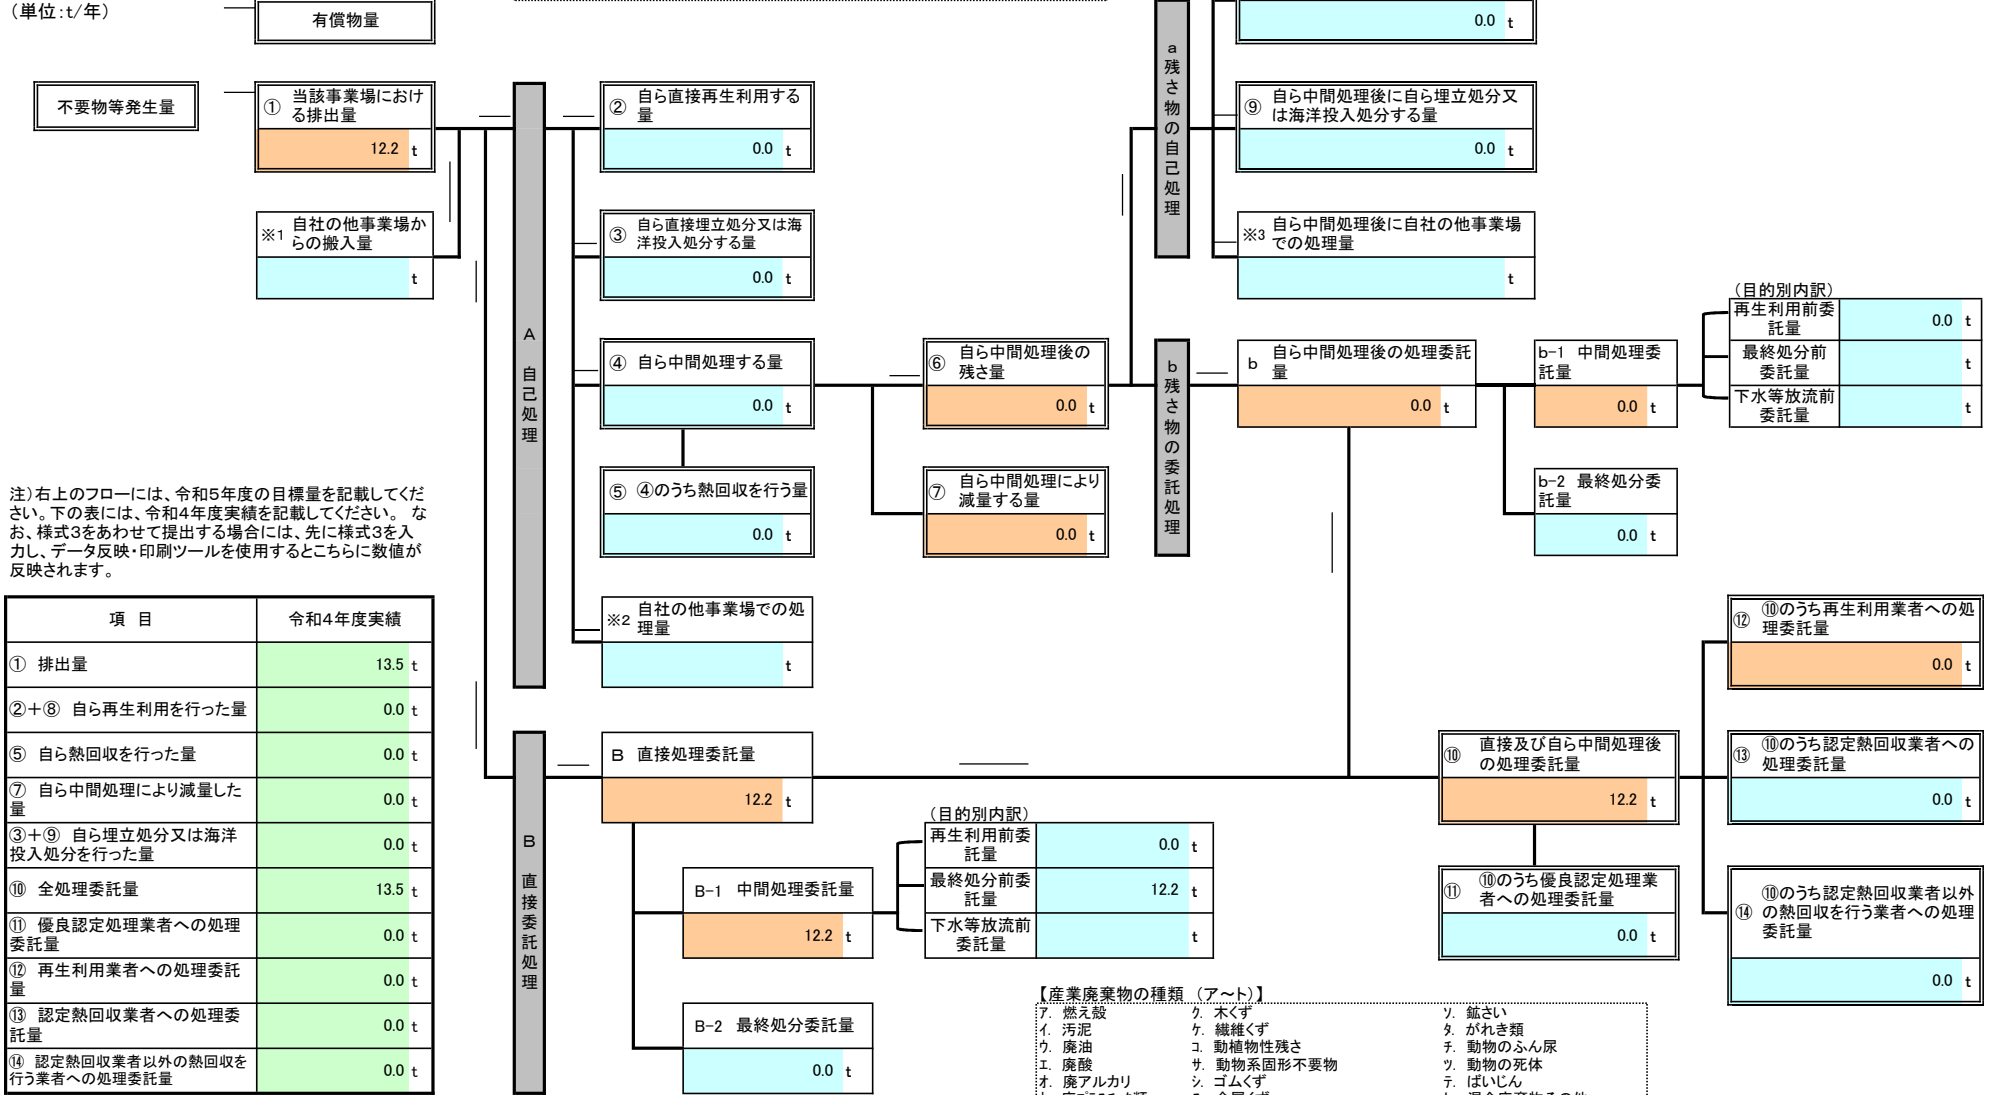 （単位：t/年）
有償物量
0.0 t
不要物等発生量
① 当該事業場におけ
る排出量
12.2 t
※1 自社の他事業場か
らの搬入量
t
A 自己処理
② 自ら直接再生利用する
量
0.0 t
③ 自ら直接埋立処分又は海
洋投入処分する量
0.0 t
④ 自ら中間処理する量
0.0 t
⑤ ④のうち熱回収を行う量
0.0 t
※2 自社の他事業場での処
理量
t
⑥ 自ら中間処理後の
残さ量
0.0 t
⑦ 自ら中間処理により
減量する量
0.0 t
a 残さ物の自己処理
⑨ 自ら中間処理後に自ら埋立処分又
は海洋投入処分する量
0.0 t
※3 自ら中間処理後に自社の他事業場
での処理量
t
b 残さ物の委託処理
b 自ら中間処理後の処理委託
量
0.0 t
b-1 中間処理委
託量
0.0 t
b-2 最終処分委
託量
0.0 t
（目的別内訳）
再生利用前委
託量
0.0 t
最終処分前
委託量
t
下水等放流前
委託量
t
注）右上のフローには、令和5年度の目標量を記載してくだ
さい。下の表には、令和4年度実績を記載してください。 な
お、様式3をあわせて提出する場合には、先に様式3を入
力し、データ反映・印刷ツールを使用するとこちらに数値が
反映されます。
項 目 令和4年度実績
① 排出量 13.5 t
②＋⑧ 自ら再生利用を行った量 0.0 t
⑤ 自ら熱回収を行った量 0.0 t
⑦ 自ら中間処理により減量した
量 0.0 t
③＋⑨ 自ら埋立処分又は海洋
投入処分を行った量 0.0 t
⑩ 全処理委託量 13.5 t
⑪ 優良認定処理業者への処理
委託量 0.0 t
⑫ 再生利用業者への処理委託
量 0.0 t
⑬ 認定熱回収業者への処理委
託量 0.0 t
⑭ 認定熱回収業者以外の熱回収を
行う業者への処理委託量 0.0 t
B 直接委託処理
B 直接処理委託量
12.2 t
B-1 中間処理委託量
12.2 t
B-2 最終処分委託量
0.0 t
（目的別内訳）
再生利用前委
託量
0.0 t
最終処分前委
託量
12.2 t
下水等放流前
委託量
t
⑩ 直接及び自ら中間処理後
の処理委託量
12.2 t
⑪ ⑩のうち優良認定処理業
者への処理委託量
0.0 t
⑫ ⑩のうち再生利用業者への処
理委託量
0.0 t
⑬ ⑩のうち認定熱回収業者への
処理委託量
0.0 t
⑭ ⑩のうち認定熱回収業者以外
の熱回収を行う業者への処理
委託量
0.0 t
【産業廃棄物の種類 （ア～ト）】
ア. 燃え殻 ク. 木くず ソ. 鉱さい
イ. 汚泥 ケ. 繊維くず タ. がれき類
ウ. 廃油 コ. 動植物性残さ チ. 動物のふん尿
エ. 廃酸 サ. 動物系固形不要物 ツ. 動物の死体
オ. 廃アルカリ シ. ゴムくず テ. ばいじん